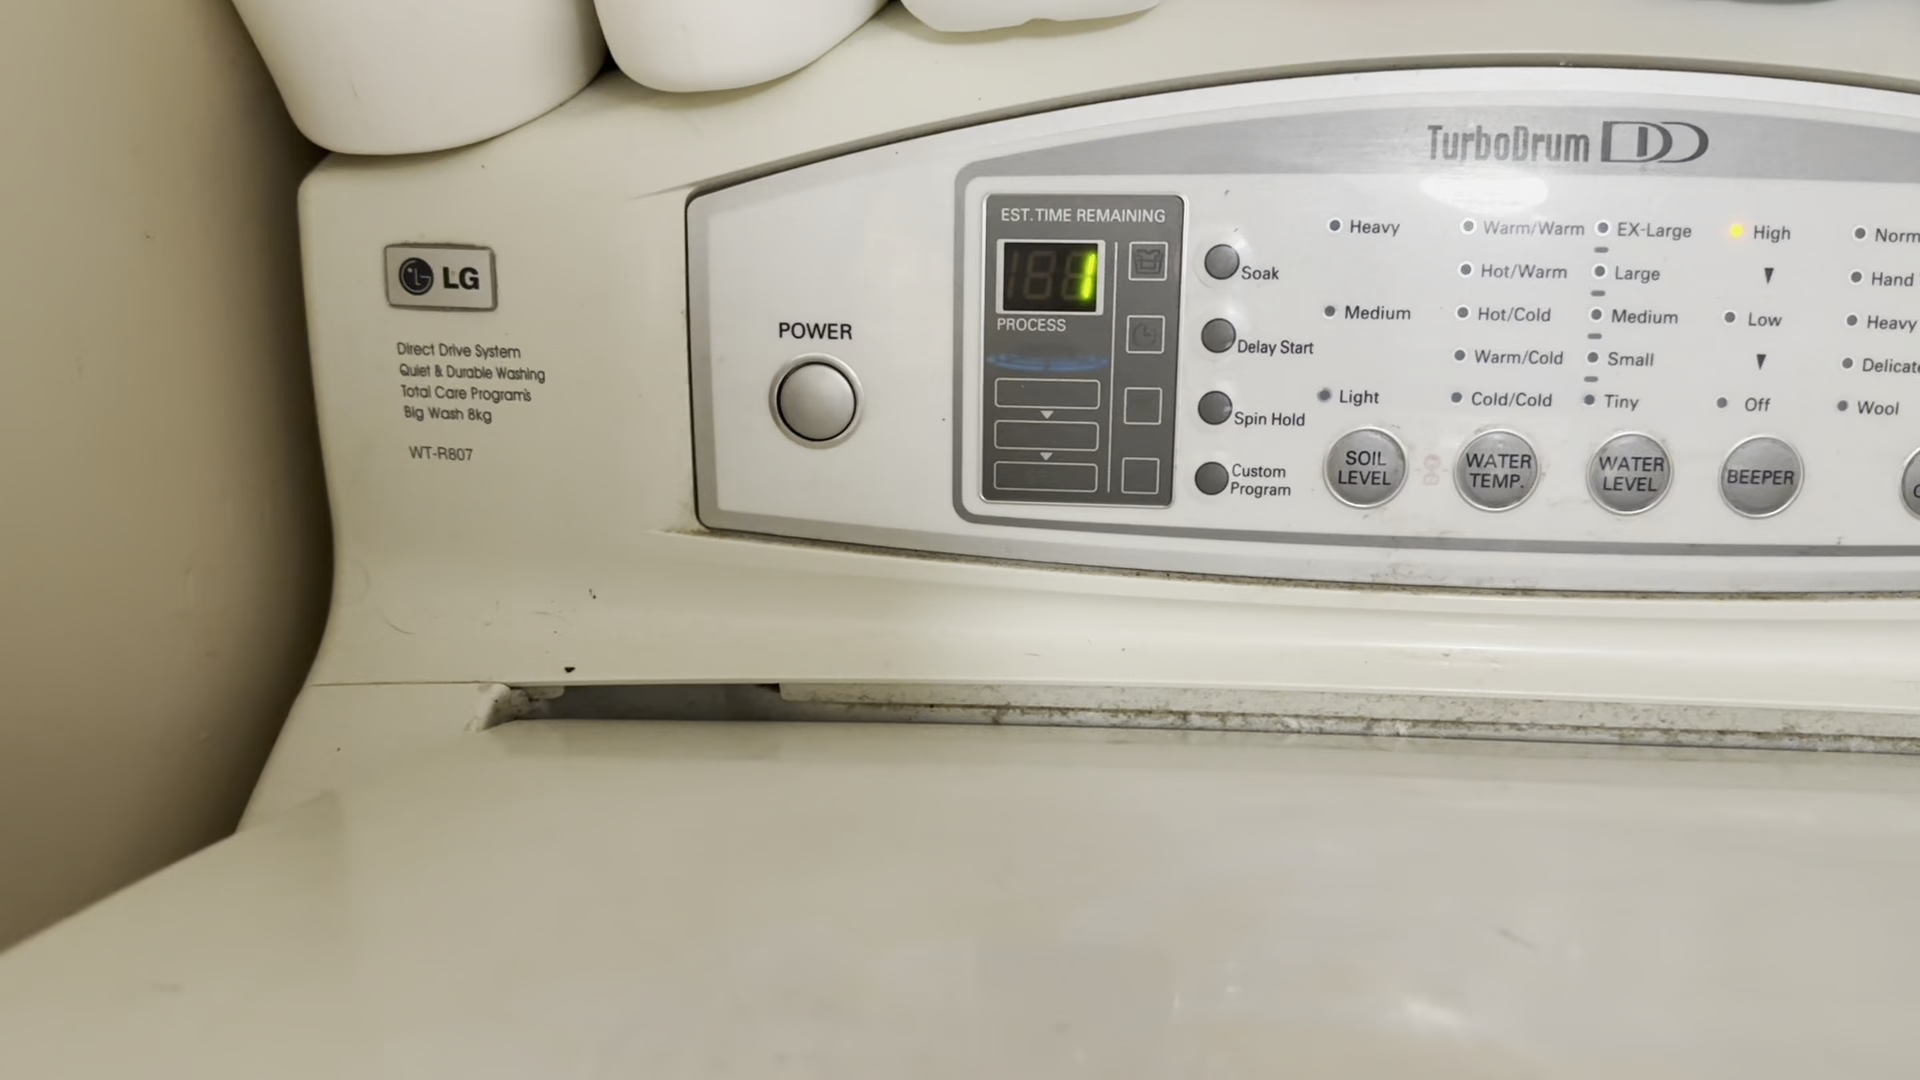 TurboDrum DD
EST. TIME REMAINING
1
PROCESS
LG
Direct Drive System
Quiet & Durable Washing
Total Care Programs
Big Wash 8kg
WT-R807
POWER
Soak
Delay Start
Spin Hold
Custom
Program
Heavy
Medium
Light
SOIL
LEVEL
Warm/Warm
Hot/Warm
Hot/Cold
Warm/Cold
Cold/Cold
WATER
TEMP.
EX-Large
Large
Medium
Small
Tiny
WATER
LEVEL
High
Low
Off
BEEPER
Norm
Hand
Heavy
Delicate
Wool